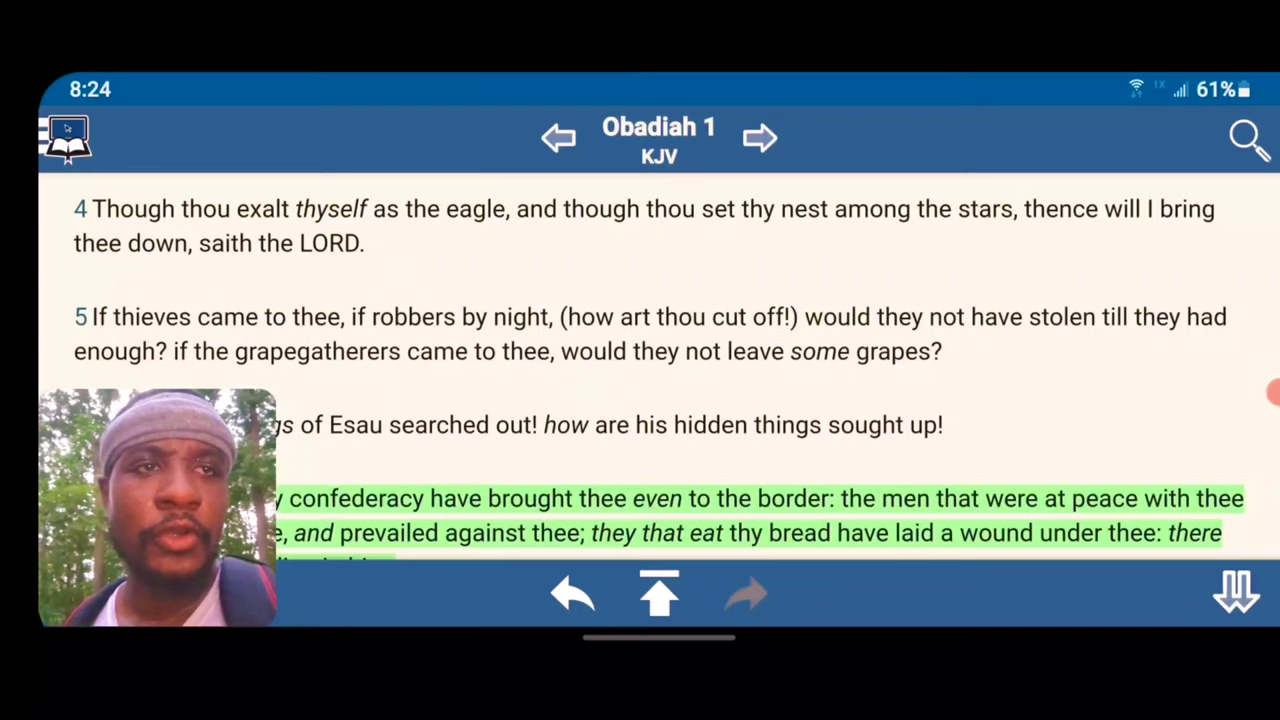 8:24
1X
61%
Obadiah 1
KJV
4 Though thou exalt thyself as the eagle, and though thou set thy nest among the stars, thence will I bring
thee down, saith the LORD.
5 If thieves came to thee, if robbers by night, (how art thou cut off!) would they not have stolen till they had
enough? if the grapegatherers came to thee, would they not leave some grapes?
of Esau searched out! how are his hidden things sought up!
confederacy have brought thee even to the border: the men that were at peace with thee
and prevailed against thee; they that eat thy bread have laid a wound under thee: there